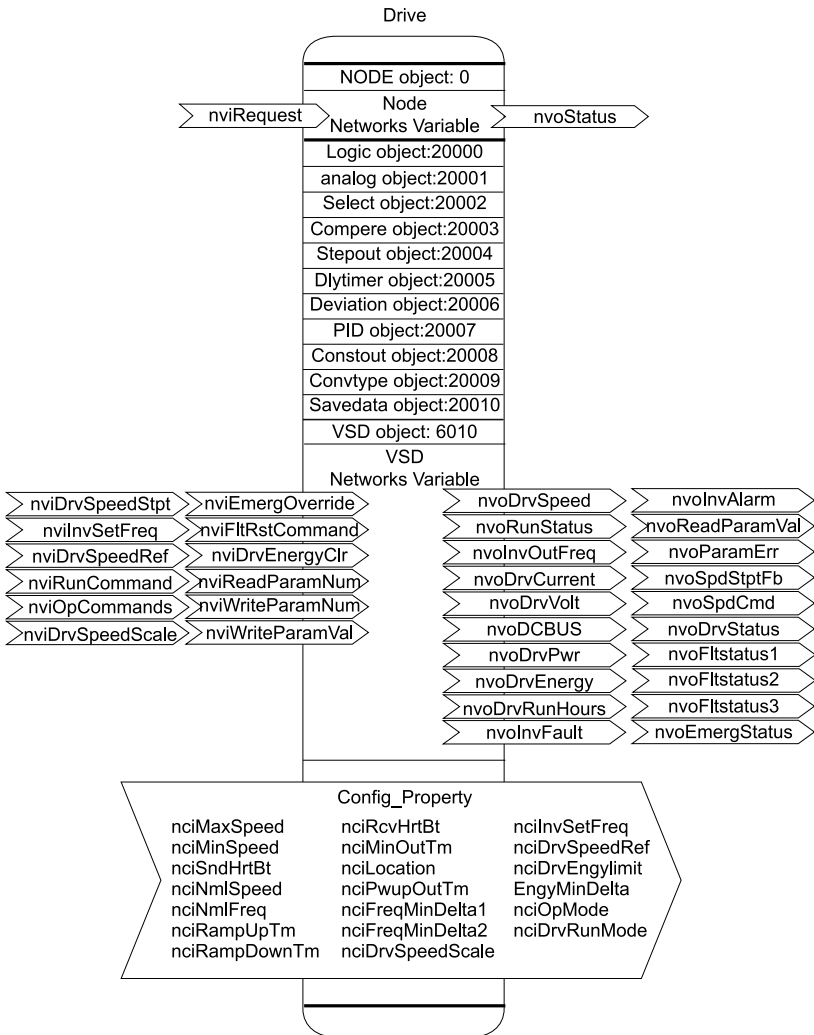 Drive
NODE object: 0
Node
Networks Variable
nviRequest
nvoStatus
Logic object:20000
analog object:20001
Select object:20002
Compere object:20003
Stepout object:20004
Dlytimer object:20005
Deviation object:20006
PID object:20007
Constout object:20008
Convtype object:20009
Savedata object:20010
VSD object: 6010
VSD
Networks Variable
nviDrvSpeedStpt nviEmergOverride
nviInvSetFreq nviFltRstCommand
nviDrvSpeedRef nviDrvEnergyClr
nviRunCommand nviReadParamNum
nviOpCommands nviWriteParamNum
nviDrvSpeedScale nviWriteParamVal
nvoDrvSpeed nvoInvAlarm
nvoRunStatus nvoReadParamVal
nvoInvOutFreq nvoParamErr
nvoDrvCurrent nvoSpdStptFb
nvoDrvVolt nvoSpdCmd
nvoDCBUS nvoDrvStatus
nvoDrvPwr nvoFltstatus1
nvoDrvEnergy nvoFltstatus2
nvoDrvRunHours nvoFltstatus3
nvoInvFault nvoEmergStatus
Config_Property
nciMaxSpeed nciRcvHrtBt nciInvSetFreq
nciMinSpeed nciMinOutTm nciDrvSpeedRef
nciSndHrtBt nciLocation nciDrvEngylimit
nciNmlSpeed nciPwupOutTm EngyMinDelta
nciNmlFreq nciFreqMinDelta1 nciOpMode
nciRampUpTm nciFreqMinDelta2 nciDrvRunMode
nciRampDownTm nciDrvSpeedScale